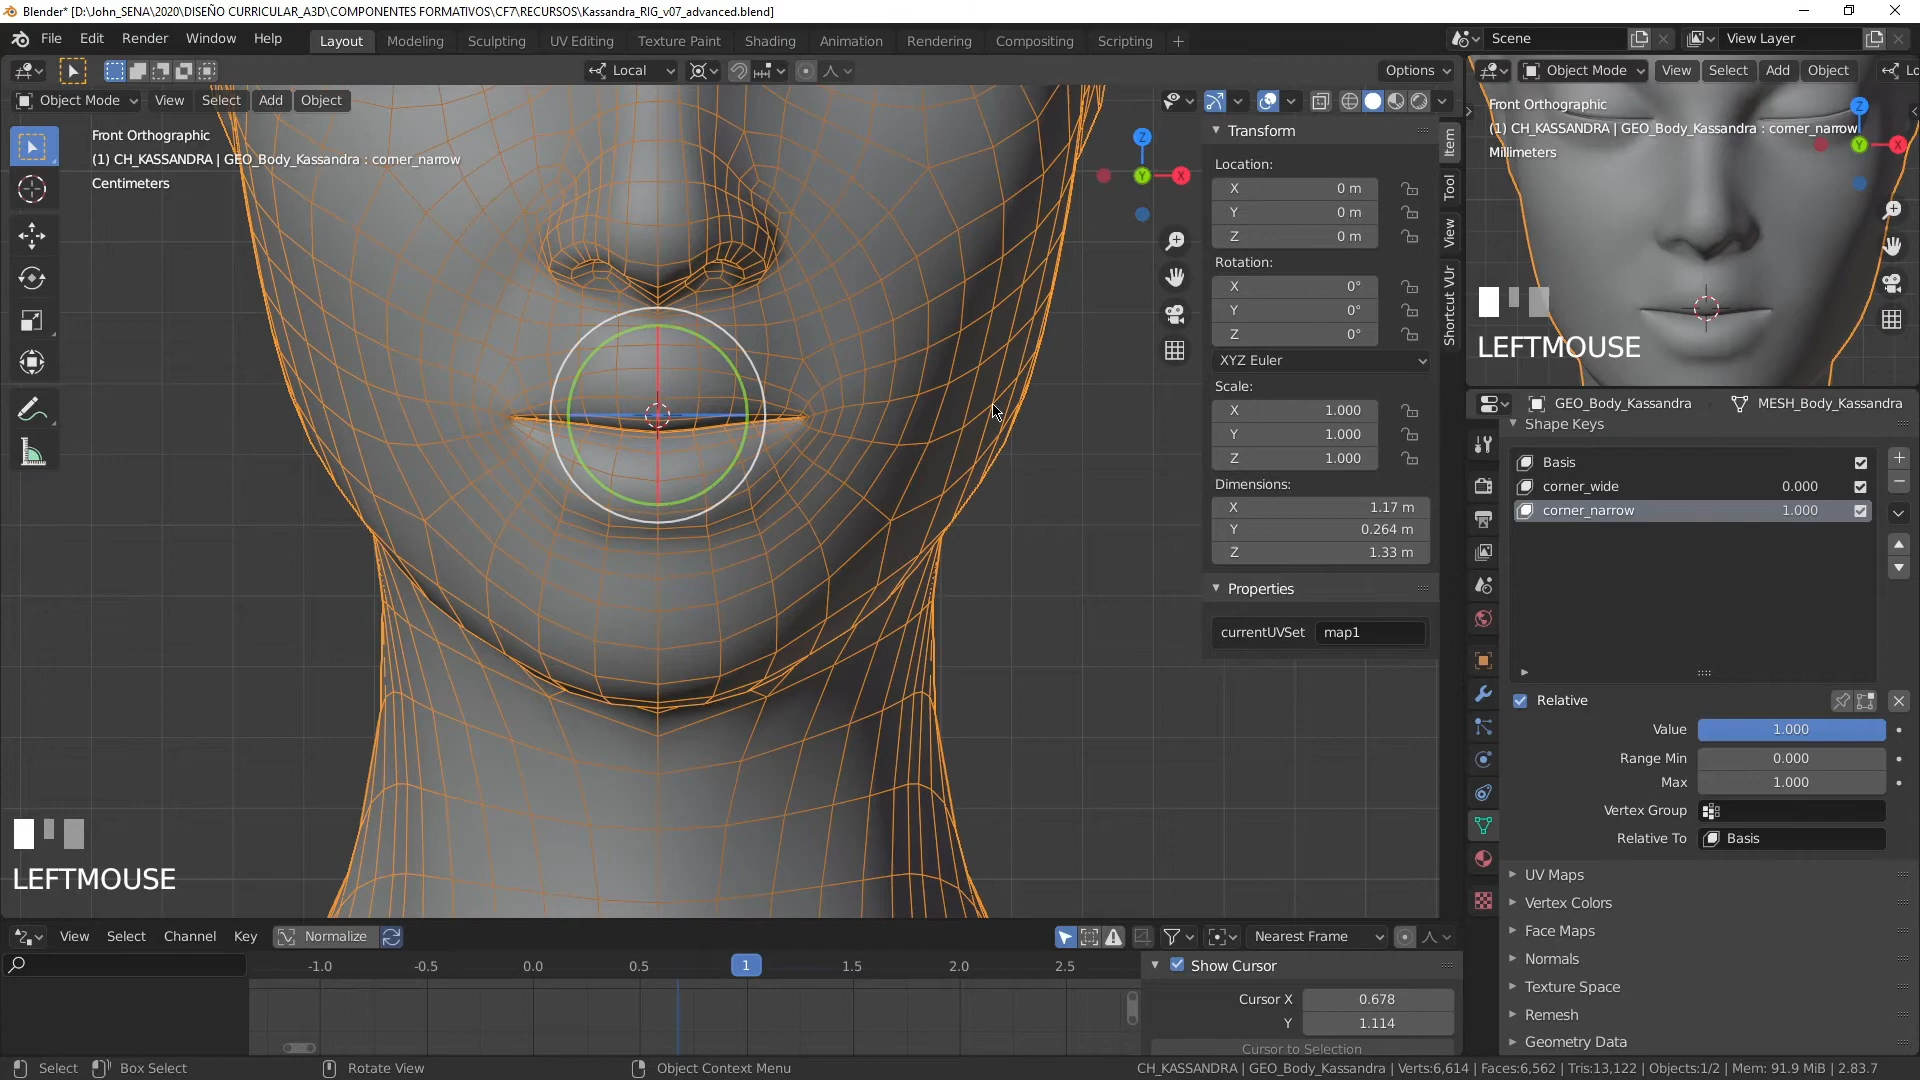 Blender* [D:\John_SENA\2020\DISEÑO CURRICULAR_A3D\COMPONENTES FORMATIVOS\CF7\RECURSOS\Kassandra_RIG_v07_advanced.blend]
File Edit Render Window Help Layout Modeling Sculpting UV Editing Texture Paint Shading Animation Rendering Compositing Scripting + Scene View Layer
Local Options Object Mode View Select Add Object Lo
Object Mode View Select Add Object
Front Orthographic
(1) CH_KASSANDRA | GEO_Body_Kassandra : corner_narrow
Centimeters
Z
X
Y
Transform
Location:
X 0 m
Y 0 m
Z 0 m
Rotation:
X 0°
Y 0°
Z 0°
XYZ Euler
Scale:
X 1.000
Y 1.000
Z 1.000
Dimensions:
X 1.17 m
Y 0.264 m
Z 1.33 m
Properties
currentUVSet map1
Item
Tool
View
Shortcut VUr
Front Orthographic
(1) CH_KASSANDRA | GEO_Body_Kassandra : corner_narrow
Millimeters
Z
X
Y
LEFTMOUSE
GEO_Body_Kassandra MESH_Body_Kassandra
Shape Keys
Basis
corner_wide 0.000
corner_narrow 1.000
Relative
Value 1.000
Range Min 0.000
Max 1.000
Vertex Group
Relative To Basis
UV Maps
Vertex Colors
Face Maps
Normals
Texture Space
Remesh
Geometry Data
LEFTMOUSE
View Select Channel Key Normalize Nearest Frame
-1.0 -0.5 0.0 0.5 1 1.5 2.0 2.5
Show Cursor
Cursor X 0.678
Y 1.114
Cursor to Selection
Select Box Select Rotate View Object Context Menu CH_KASSANDRA | GEO_Body_Kassandra | Verts:6,614 | Faces:6,562 | Tris:13,122 | Objects:1/2 | Mem: 91.9 MiB | 2.83.7